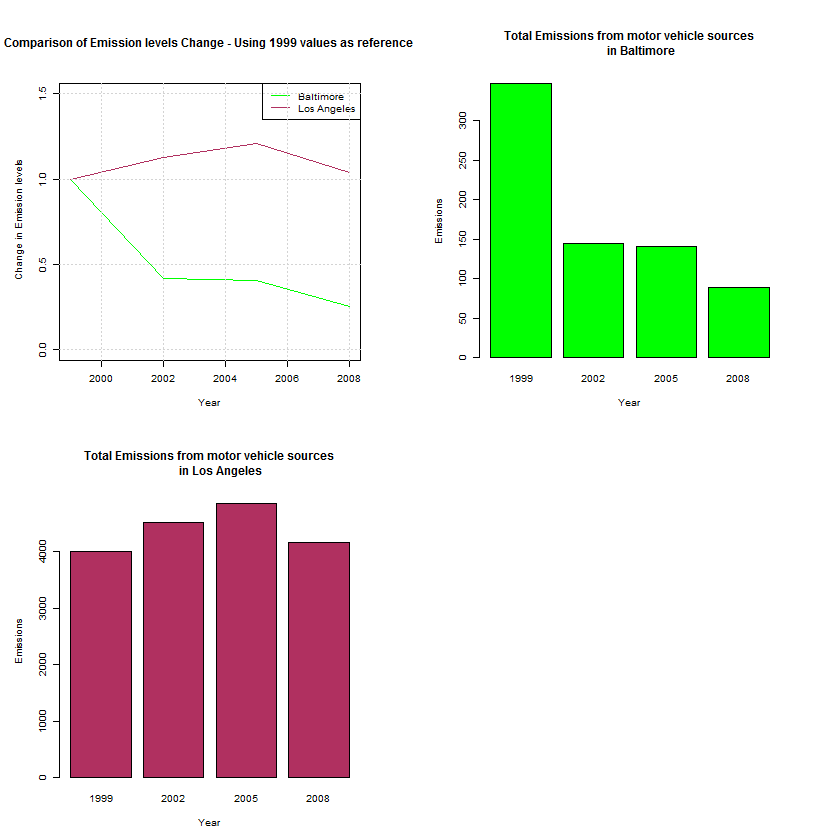 Comparison of Emission levels Change - Using 1999 values as reference
Baltimore
Los Angeles
Change in Emission levels
1.5
1.0
0.5
0.0
2000 2002 2004 2006 2008
Year
Total Emissions from motor vehicle sources
in Baltimore
Emissions
300
250
200
150
100
50
0
1999 2002 2005 2008
Year
Total Emissions from motor vehicle sources
in Los Angeles
Emissions
4000
3000
2000
1000
0
1999 2002 2005 2008
Year